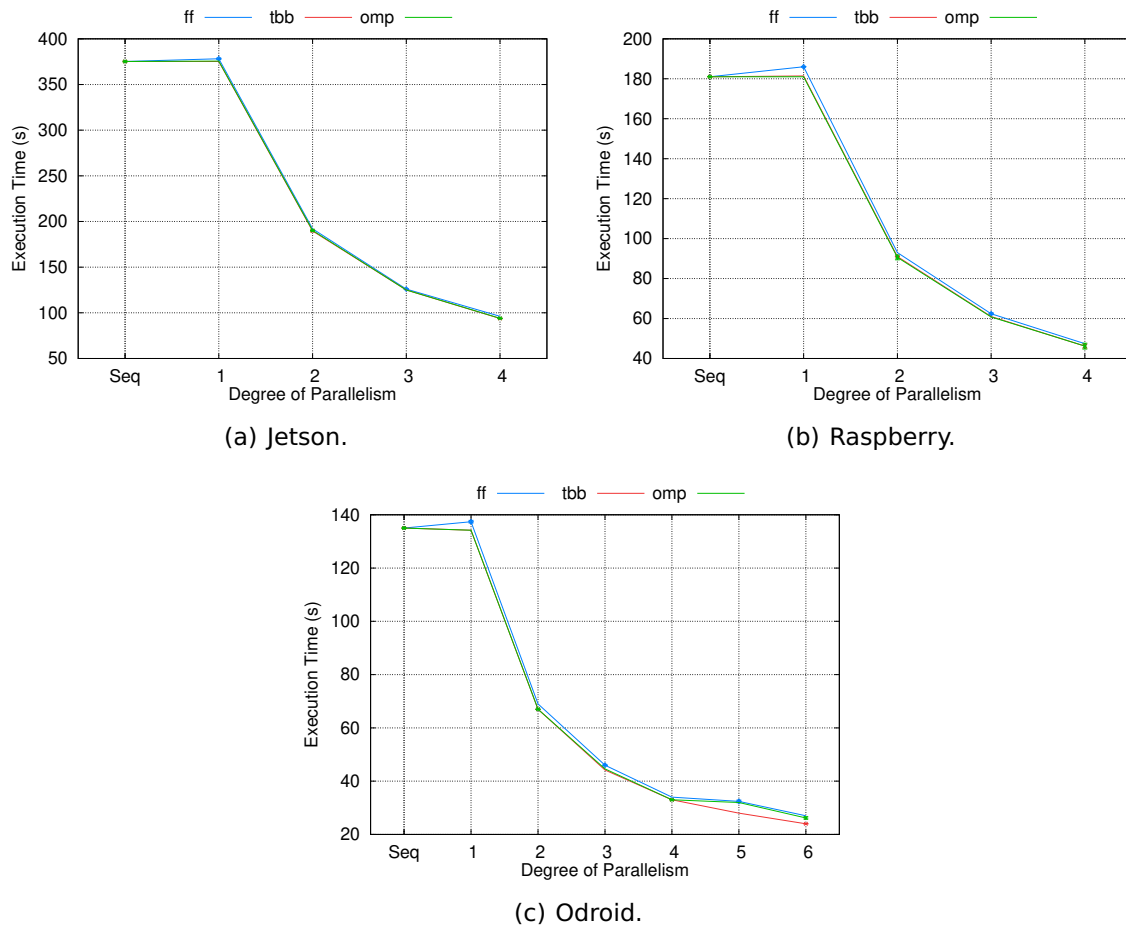 ff tbb omp
400
350
300
250
200
150
100
50
Execution Time (s)
Seq 1 2 3 4
Degree of Parallelism
(a) Jetson.
ff tbb omp
200
180
160
140
120
100
80
60
40
Execution Time (s)
Seq 1 2 3 4
Degree of Parallelism
(b) Raspberry.
ff tbb omp
140
120
100
80
60
40
20
Execution Time (s)
Seq 1 2 3 4 5 6
Degree of Parallelism
(c) Odroid.